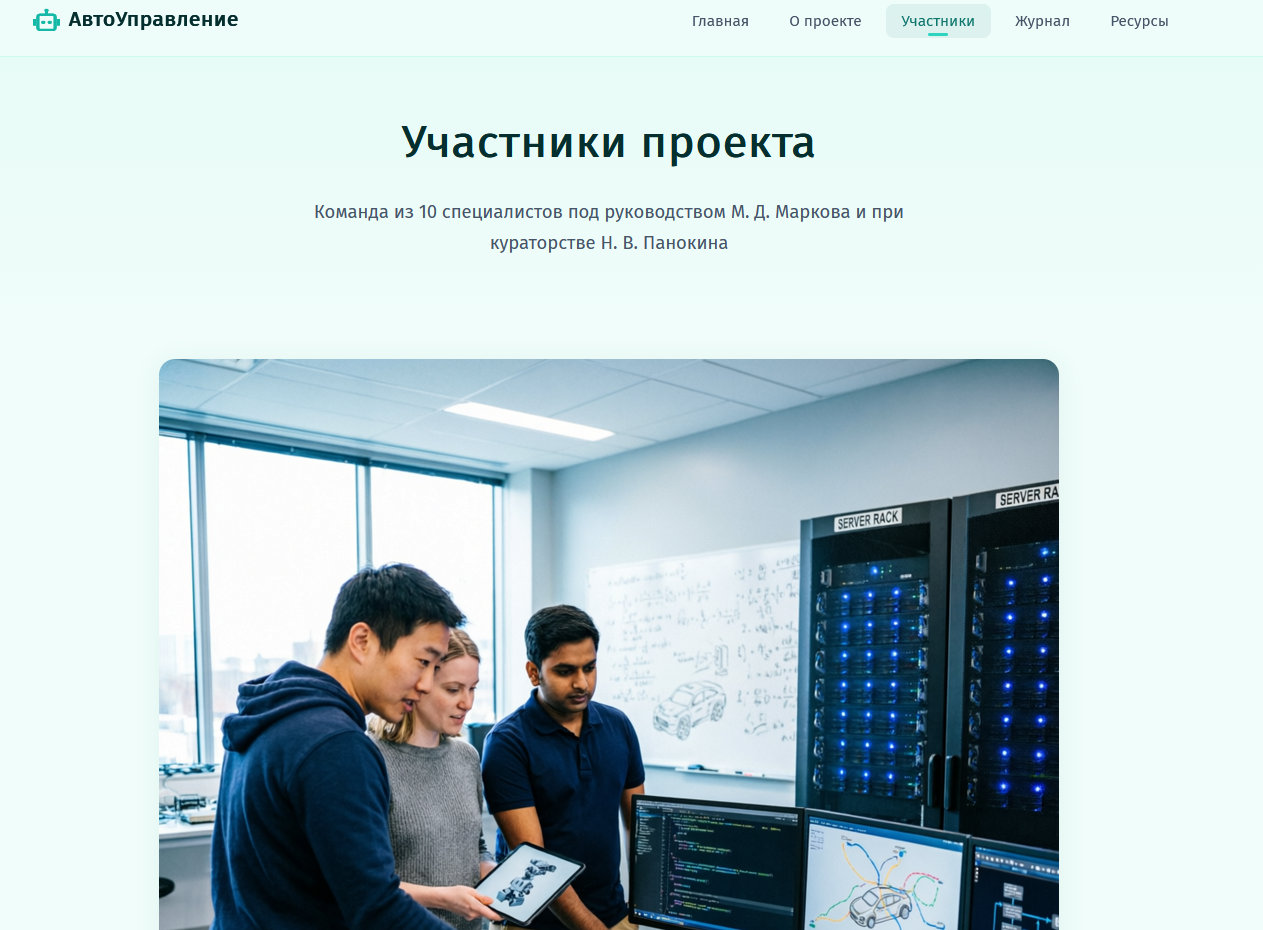 АвтоУправление
Главная
О проекте
Участники
Журнал
Ресурсы
Участники проекта
Команда из 10 специалистов под руководством М. Д. Маркова и при
кураторстве Н. В. Панокина
SERVER RACK
SERVER RA